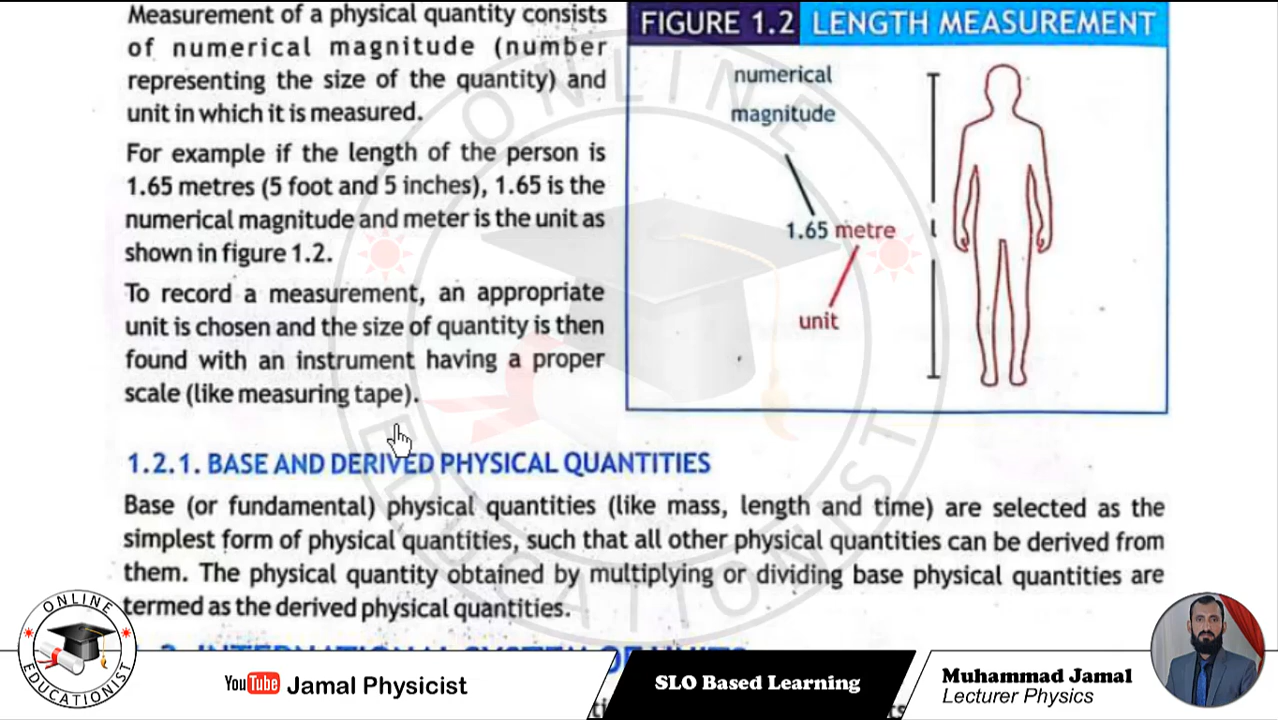 Measurement of a physical quantity consists
of numerical magnitude (number
representing the size of the quantity) and
unit in which it is measured.
For example if the length of the person is
1.65 metres (5 foot and 5 inches), 1.65 is the
numerical magnitude and meter is the unit as
shown in figure 1.2.
To record a measurement, an appropriate
unit is chosen and the size of quantity is then
found with an instrument having a proper
scale (like measuring tape).
FIGURE 1.2 LENGTH MEASUREMENT
numerical
magnitude
1.65 metre
l
unit
1.2.1. BASE AND DERIVED PHYSICAL QUANTITIES
Base (or fundamental) physical quantities (like mass, length and time) are selected as the
simplest form of physical quantities, such that all other physical quantities can be derived from
them. The physical quantity obtained by multiplying or dividing base physical quantities are
termed as the derived physical quantities.
INTERNATIONAL SYSTEM OF UNITS
ONLINE
EDUCATIONIST
ONLINE
EDUCATIONIST
YouTube Jamal Physicist
SLO Based Learning
Muhammad Jamal
Lecturer Physics